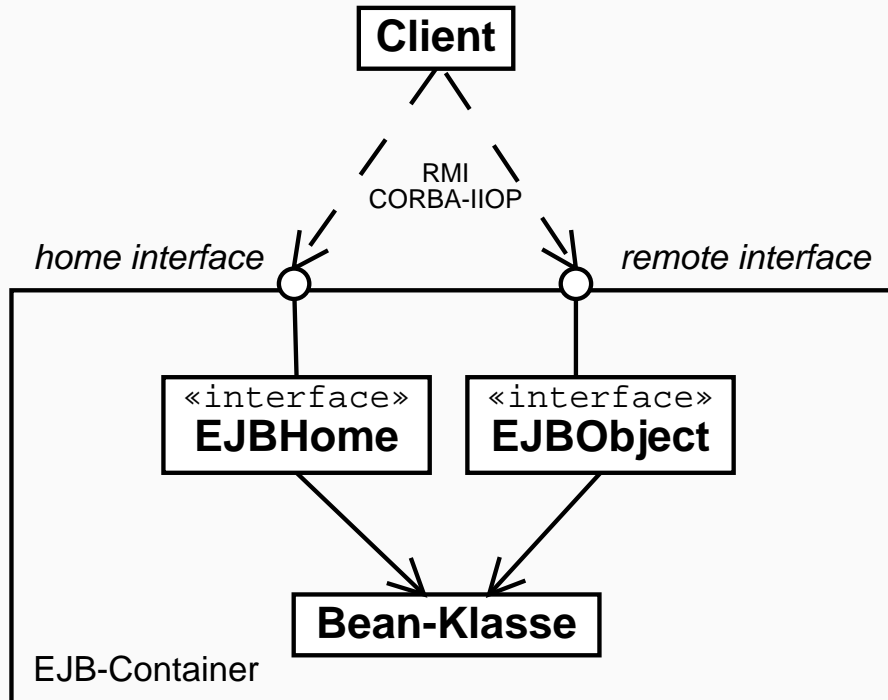 Client
RMI
CORBA-IIOP
home interface
remote interface
«interface»
EJBHome
«interface»
EJBObject
Bean-Klasse
EJB-Container